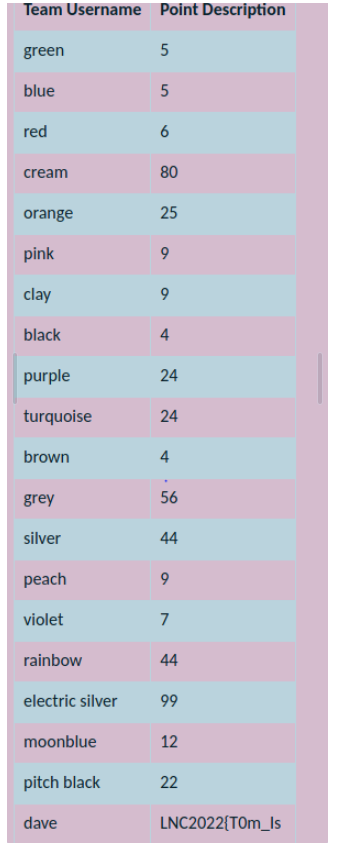 Team Username Point Description
green 5
blue 5
red 6
cream 80
orange 25
pink 9
clay 9
black 4
purple 24
turquoise 24
brown 4
grey 56
silver 44
peach 9
violet 7
rainbow 44
electric silver 99
moonblue 12
pitch black 22
dave LNC2022{T0m_Is